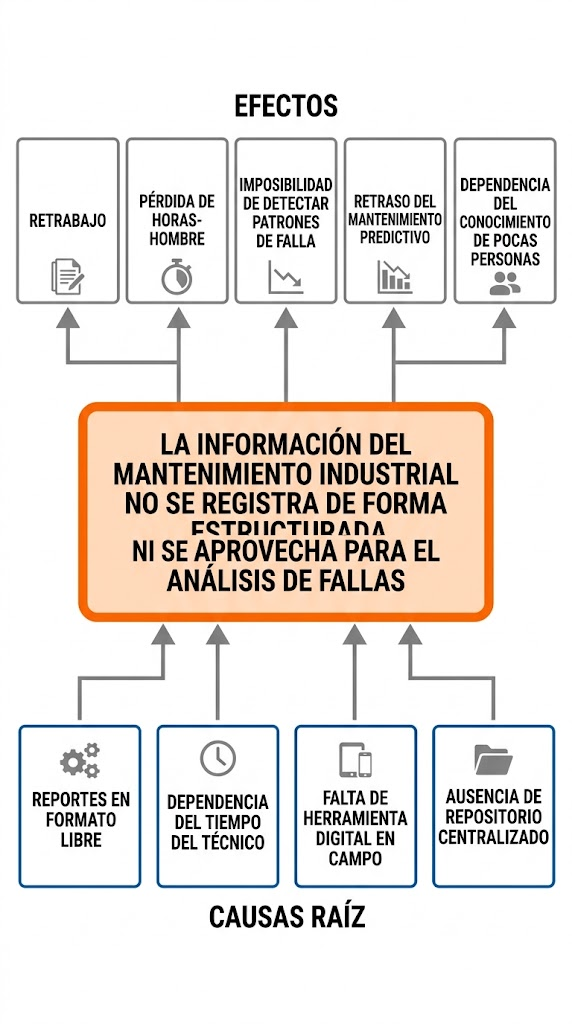 EFECTOS
RETRABAJO
PÉRDIDA DE
HORAS-
HOMBRE
IMPOSIBILIDAD
DE DETECTAR
PATRONES
DE FALLA
RETRASO DEL
MANTENIMIENTO
PREDICTIVO
DEPENDENCIA
DEL
CONOCIMIENTO
DE POCAS
PERSONAS
LA INFORMACIÓN DEL
MANTENIMIENTO INDUSTRIAL
NO SE REGISTRA DE FORMA
ESTRUCTURADA
NI SE APROVECHA PARA EL
ANÁLISIS DE FALLAS
REPORTES EN
FORMATO
LIBRE
DEPENDENCIA
DEL TIEMPO
DEL TÉCNICO
FALTA DE
HERRAMIENTA
DIGITAL EN
CAMPO
AUSENCIA DE
REPOSITORIO
CENTRALIZADO
CAUSAS RAÍZ